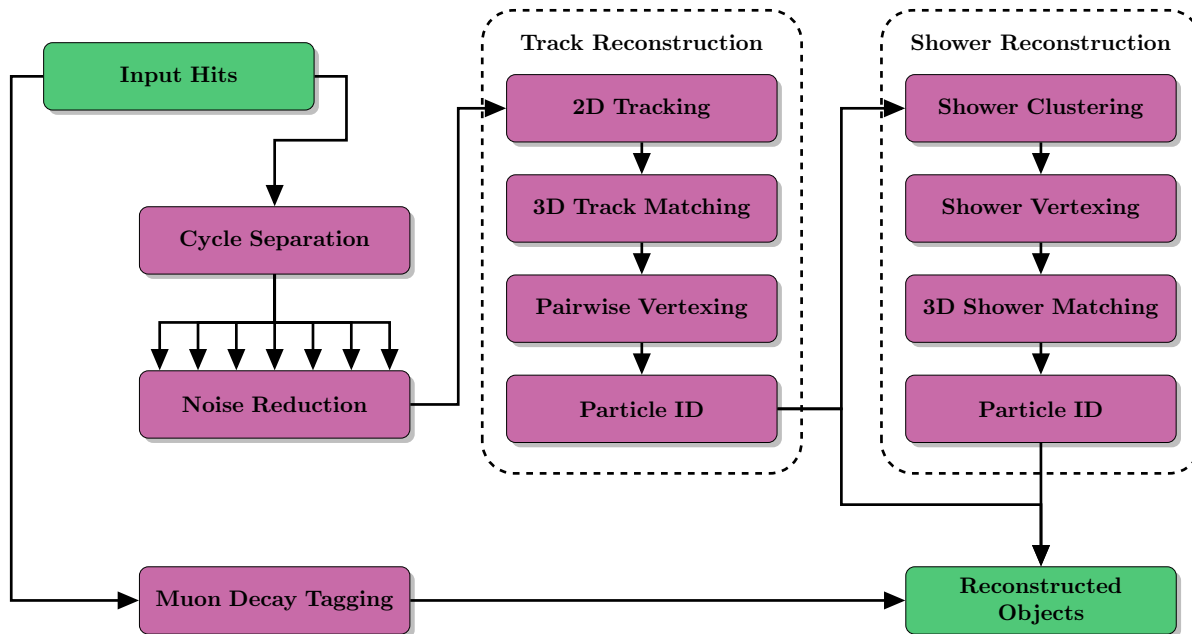 Input Hits
Cycle Separation
Noise Reduction
Muon Decay Tagging
Track Reconstruction
2D Tracking
3D Track Matching
Pairwise Vertexing
Particle ID
Shower Reconstruction
Shower Clustering
Shower Vertexing
3D Shower Matching
Particle ID
Reconstructed
Objects